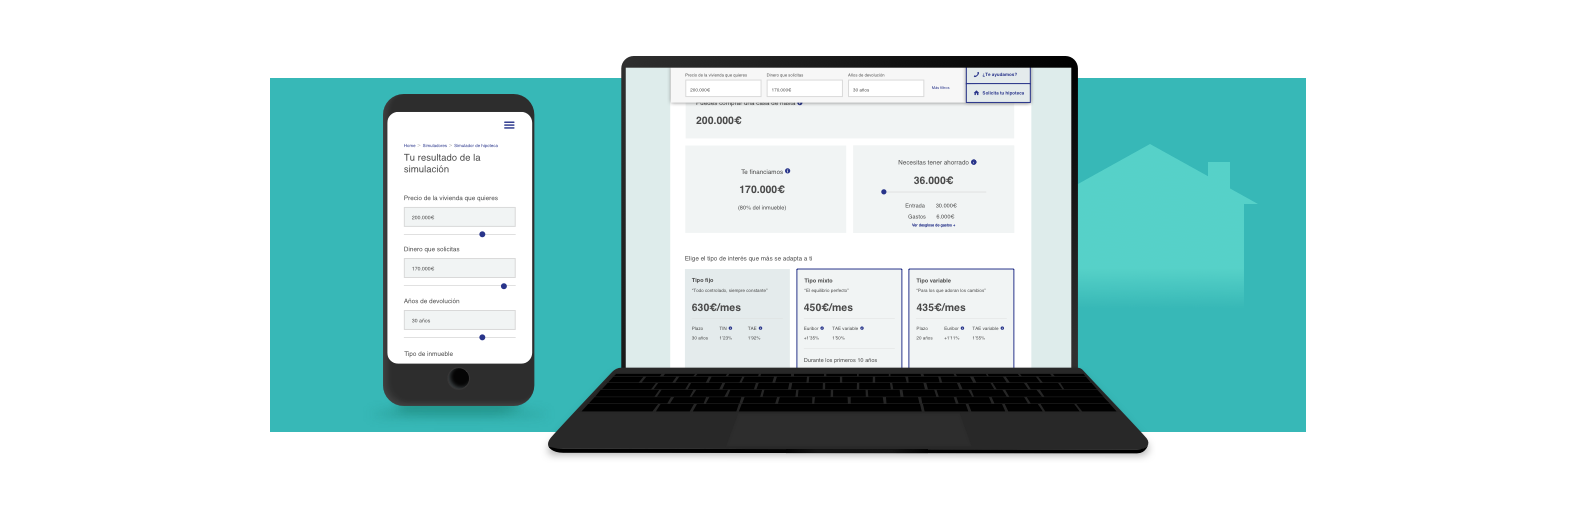 Home > Simuladores > Simulador de hipoteca
Tu resultado de la
simulación
Precio de la vivienda que quieres
200.000€
Dinero que solicitas
170.000€
Años de devolución
30 años
Tipo de inmueble
Precio de la vivienda que quieres
Dinero que solicitas
Años de devolución
200.000€
170.000€
30 años
Más filtros
¿Te ayudamos?
Solicita tu hipoteca
Puedes comprar una casa de hasta
200.000€
Te financiamos
170.000€
(80% del inmueble)
Necesitas tener ahorrado
36.000€
Entrada 30.000€
Gastos 6.000€
Ver desglose de gastos +
Elige el tipo de interés que más se adapta a ti
Tipo fijo
"Todo controlado, siempre constante"
630€/mes
Plazo TIN TAE
30 años 1'23% 1'92%
Tipo mixto
"El equilibrio perfecto"
450€/mes
Euribor TAE variable
+1'35% 1'50%
Durante los primeros 10 años
Tipo variable
"Para los que adoran los cambios"
435€/mes
Plazo Euribor TAE variable
20 años +1'11% 1'55%